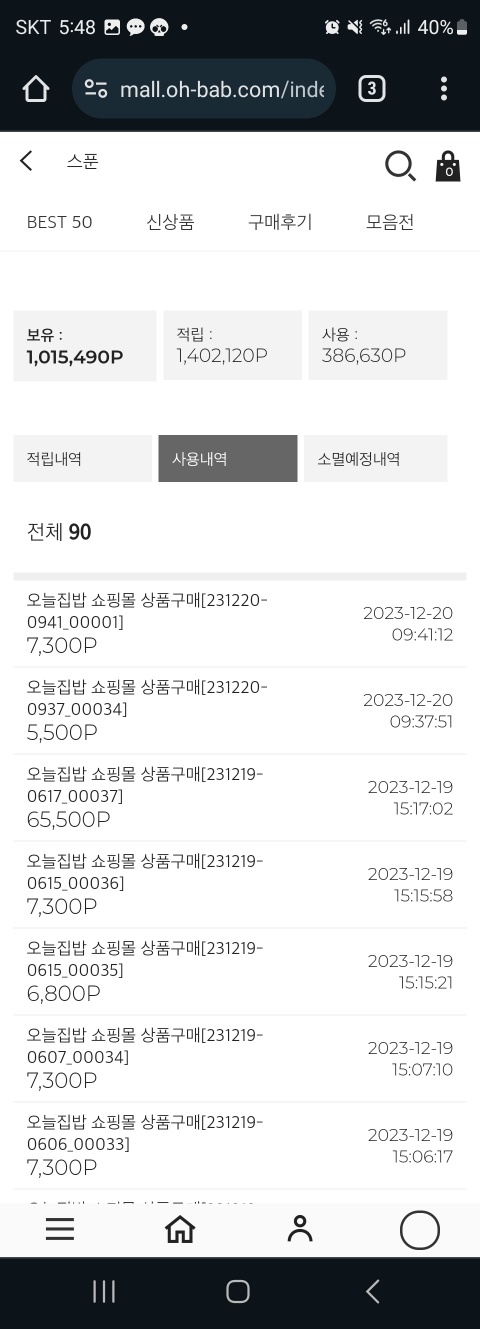 SKT 5:48
40%
mall.oh-bab.com/inde
3
스푼
0
BEST 50 신상품 구매후기 모음전
보유 : 적립 : 사용 :
1,015,490P 1,402,120P 386,630P
적립내역 사용내역 소멸예정내역
전체 90
오늘집밥 쇼핑몰 상품구매[231220-
0941_00001]
7,300P
2023-12-20
09:41:12
오늘집밥 쇼핑몰 상품구매[231220-
0937_00034]
5,500P
2023-12-20
09:37:51
오늘집밥 쇼핑몰 상품구매[231219-
0617_00037]
65,500P
2023-12-19
15:17:02
오늘집밥 쇼핑몰 상품구매[231219-
0615_00036]
7,300P
2023-12-19
15:15:58
오늘집밥 쇼핑몰 상품구매[231219-
0615_00035]
6,800P
2023-12-19
15:15:21
오늘집밥 쇼핑몰 상품구매[231219-
0607_00034]
7,300P
2023-12-19
15:07:10
오늘집밥 쇼핑몰 상품구매[231219-
0606_00033]
7,300P
2023-12-19
15:06:17